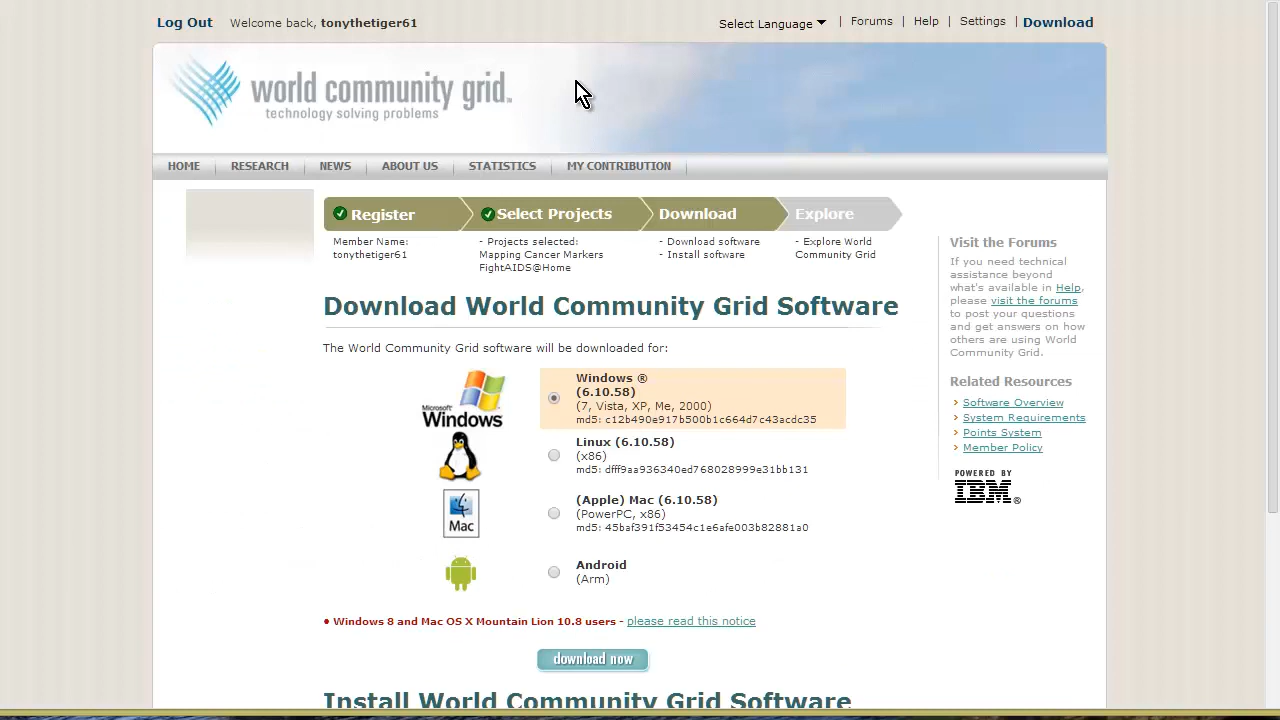 Log Out Welcome back, tonythetiger61 Select Language | Forums | Help | Settings | Download
world community grid.
technology solving problems
HOME RESEARCH NEWS ABOUT US STATISTICS MY CONTRIBUTION
Register Select Projects Download Explore
Member Name:
tonythetiger61
- Projects selected:
Mapping Cancer Markers
FightAIDS@Home
- Download software
- Install software
- Explore World
Community Grid
Download World Community Grid Software
The World Community Grid software will be downloaded for:
Microsoft
Windows
Windows ®
(6.10.58)
(7, Vista, XP, Me, 2000)
md5: c12b490e917b500b1c664d7c43acdc35
Linux (6.10.58)
(x86)
md5: dfff9aa936340ed768028999e31bb131
Mac
(Apple) Mac (6.10.58)
(PowerPC, x86)
md5: 45baf391f53454c1e6afe003b82881a0
Android
(Arm)
• Windows 8 and Mac OS X Mountain Lion 10.8 users - please read this notice
download now
Install World Community Grid Software
Visit the Forums
If you need technical
assistance beyond
what's available in Help,
please visit the forums
to post your questions
and get answers on how
others are using World
Community Grid.
Related Resources
Software Overview
System Requirements
Points System
Member Policy
POWERED BY
IBM®